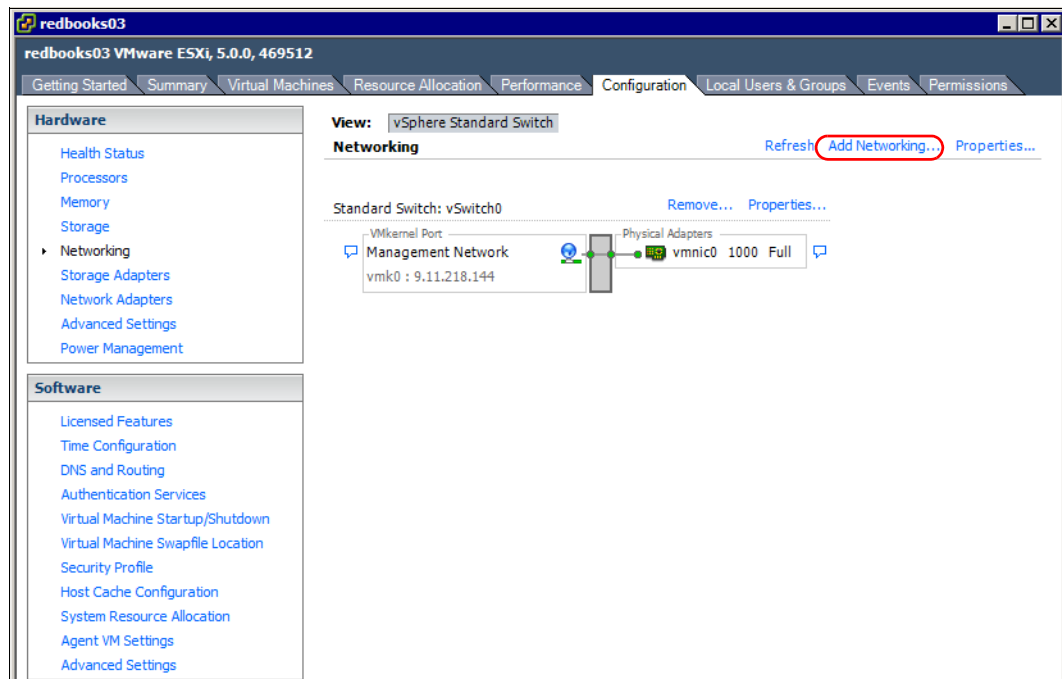 redbooks03
redbooks03 VMware ESXi, 5.0.0, 469512
Getting Started Summary Virtual Machines Resource Allocation Performance Configuration Local Users & Groups Events Permissions
Hardware
Health Status
Processors
Memory
Storage
Networking
Storage Adapters
Network Adapters
Advanced Settings
Power Management
Software
Licensed Features
Time Configuration
DNS and Routing
Authentication Services
Virtual Machine Startup/Shutdown
Virtual Machine Swapfile Location
Security Profile
Host Cache Configuration
System Resource Allocation
Agent VM Settings
Advanced Settings
View: vSphere Standard Switch
Networking Refresh Add Networking... Properties...
Standard Switch: vSwitch0 Remove... Properties...
VMkernel Port Physical Adapters
Management Network vmnic0 1000 Full
vmk0 : 9.11.218.144